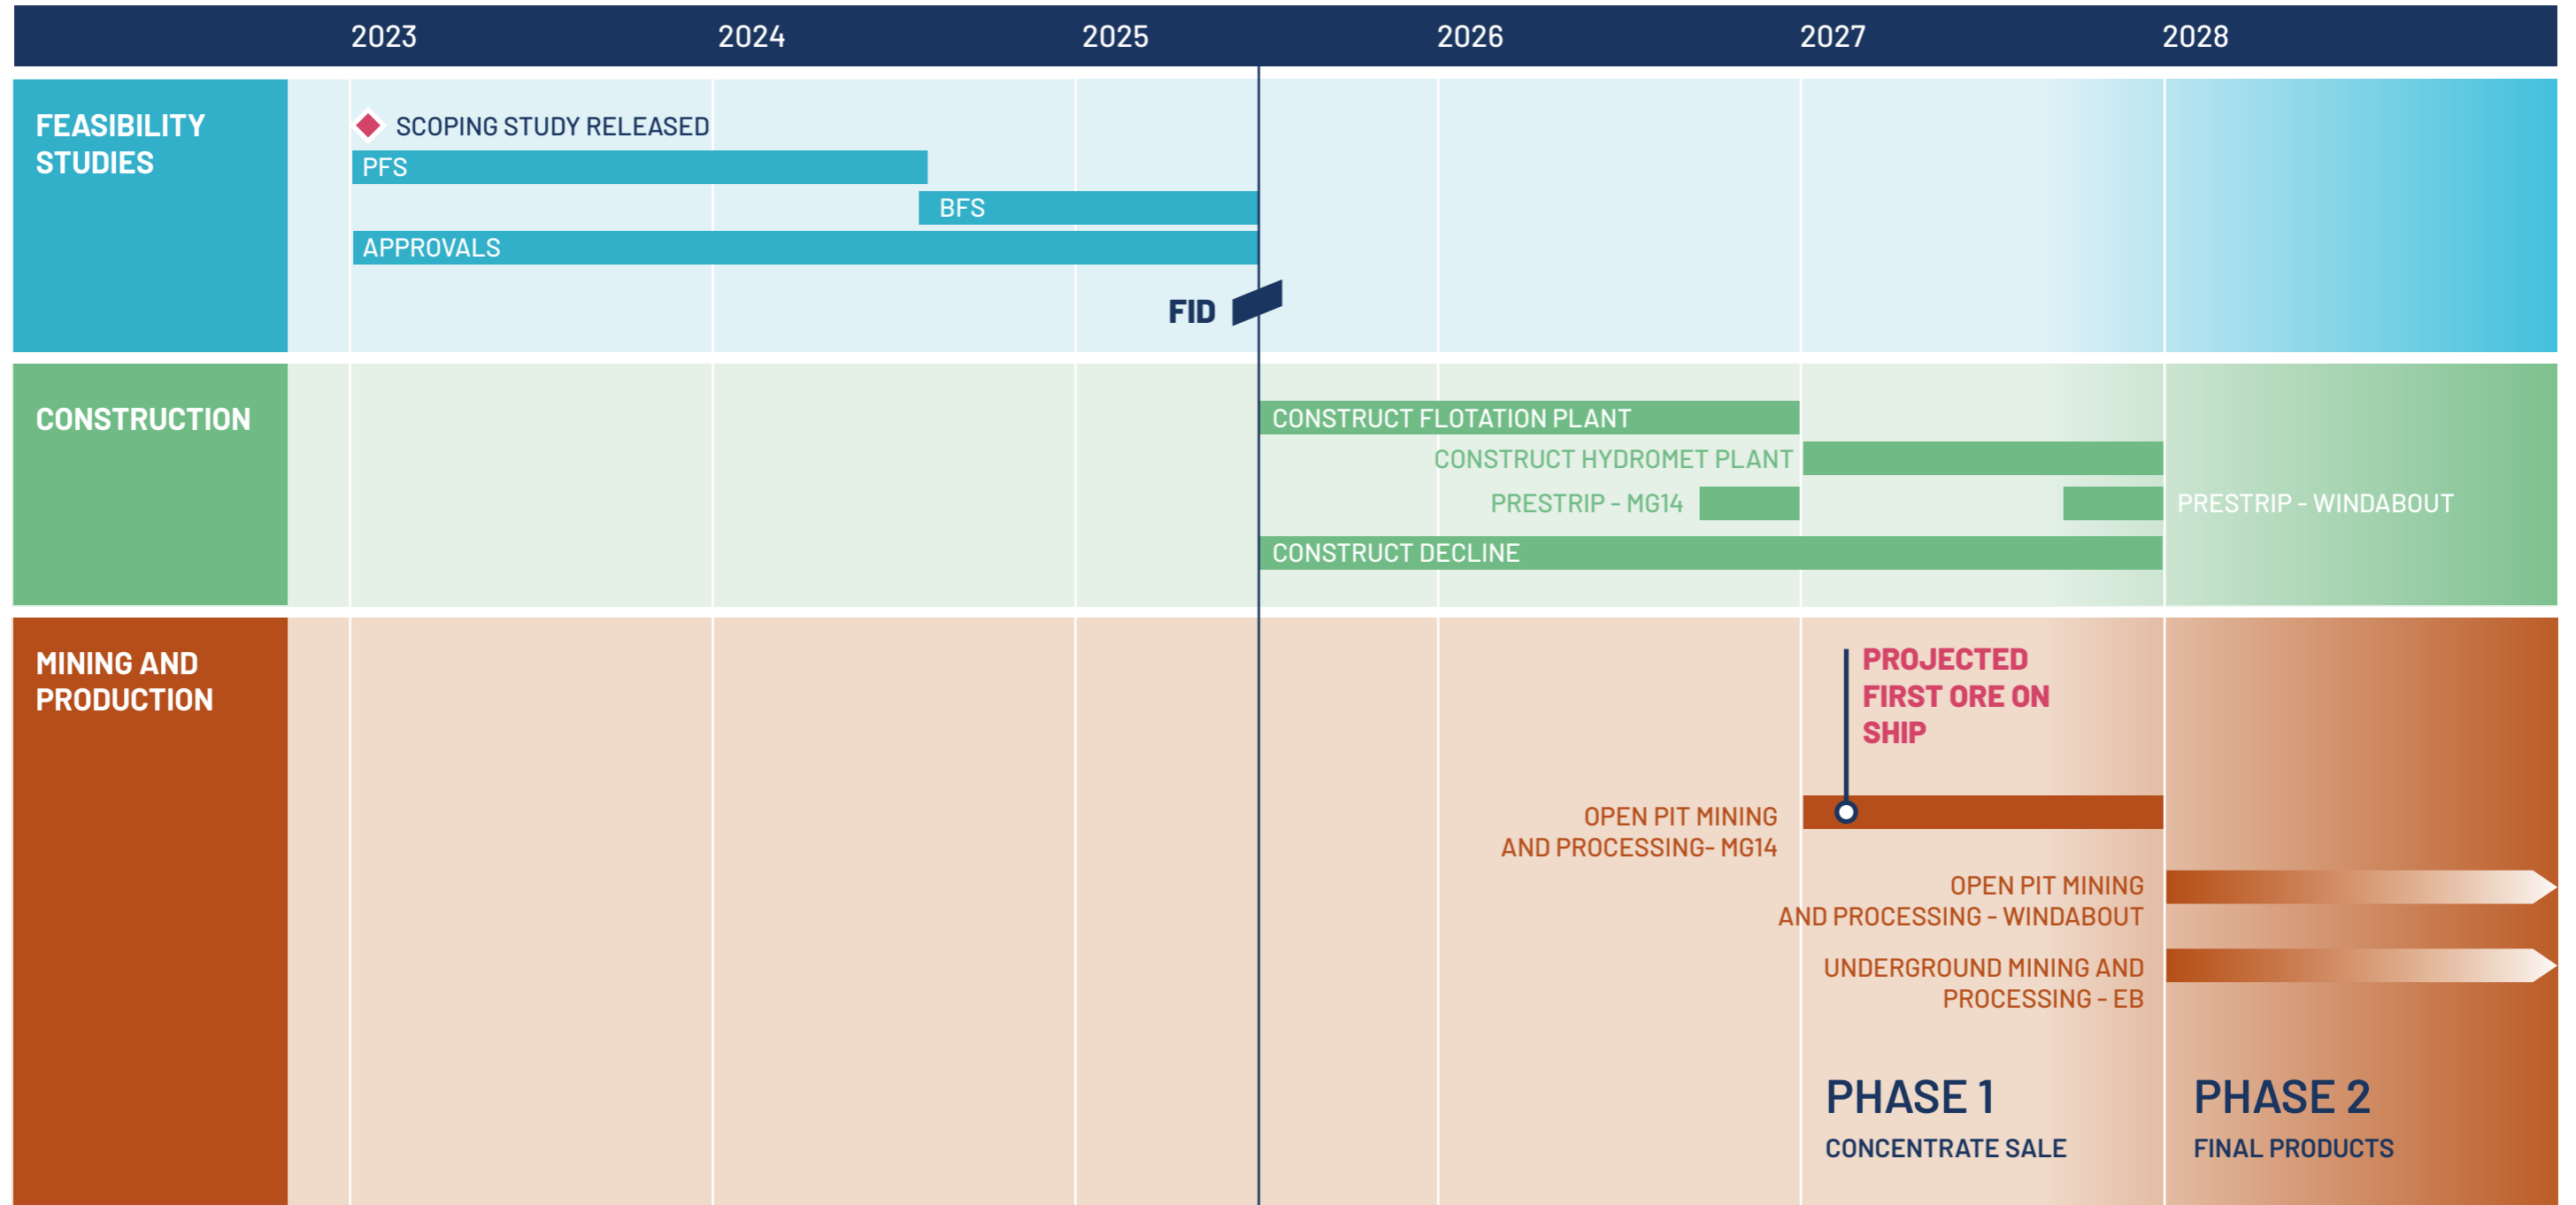 2023 2024 2025 2026 2027 2028
FEASIBILITY
STUDIES
SCOPING STUDY RELEASED
PFS
BFS
APPROVALS
FID
CONSTRUCTION
CONSTRUCT FLOTATION PLANT
CONSTRUCT HYDROMET PLANT
PRESTRIP - MG14
PRESTRIP - WINDABOUT
CONSTRUCT DECLINE
MINING AND
PRODUCTION
PROJECTED
FIRST ORE ON
SHIP
OPEN PIT MINING
AND PROCESSING- MG14
OPEN PIT MINING
AND PROCESSING - WINDABOUT
UNDERGROUND MINING AND
PROCESSING - EB
PHASE 1
CONCENTRATE SALE
PHASE 2
FINAL PRODUCTS